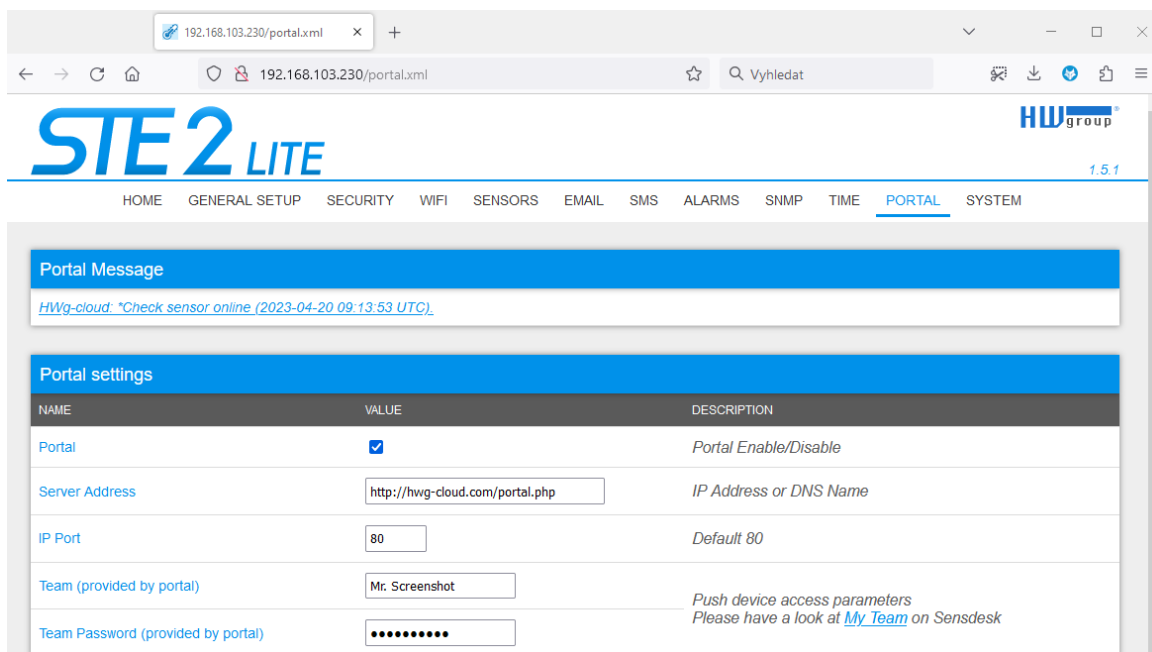 192.168.103.230/portal.xml
192.168.103.230/portal.xml
Vyhledat
STE2 LITE
HWgroup
1.5.1
HOME GENERAL SETUP SECURITY WIFI SENSORS EMAIL SMS ALARMS SNMP TIME PORTAL SYSTEM
Portal Message
HWg-cloud: *Check sensor online (2023-04-20 09:13:53 UTC).
Portal settings
NAME VALUE DESCRIPTION
Portal Portal Enable/Disable
Server Address http://hwg-cloud.com/portal.php IP Address or DNS Name
IP Port 80 Default 80
Team (provided by portal) Mr. Screenshot
Push device access parameters
Please have a look at My Team on Sensdesk
Team Password (provided by portal) ••••••••••